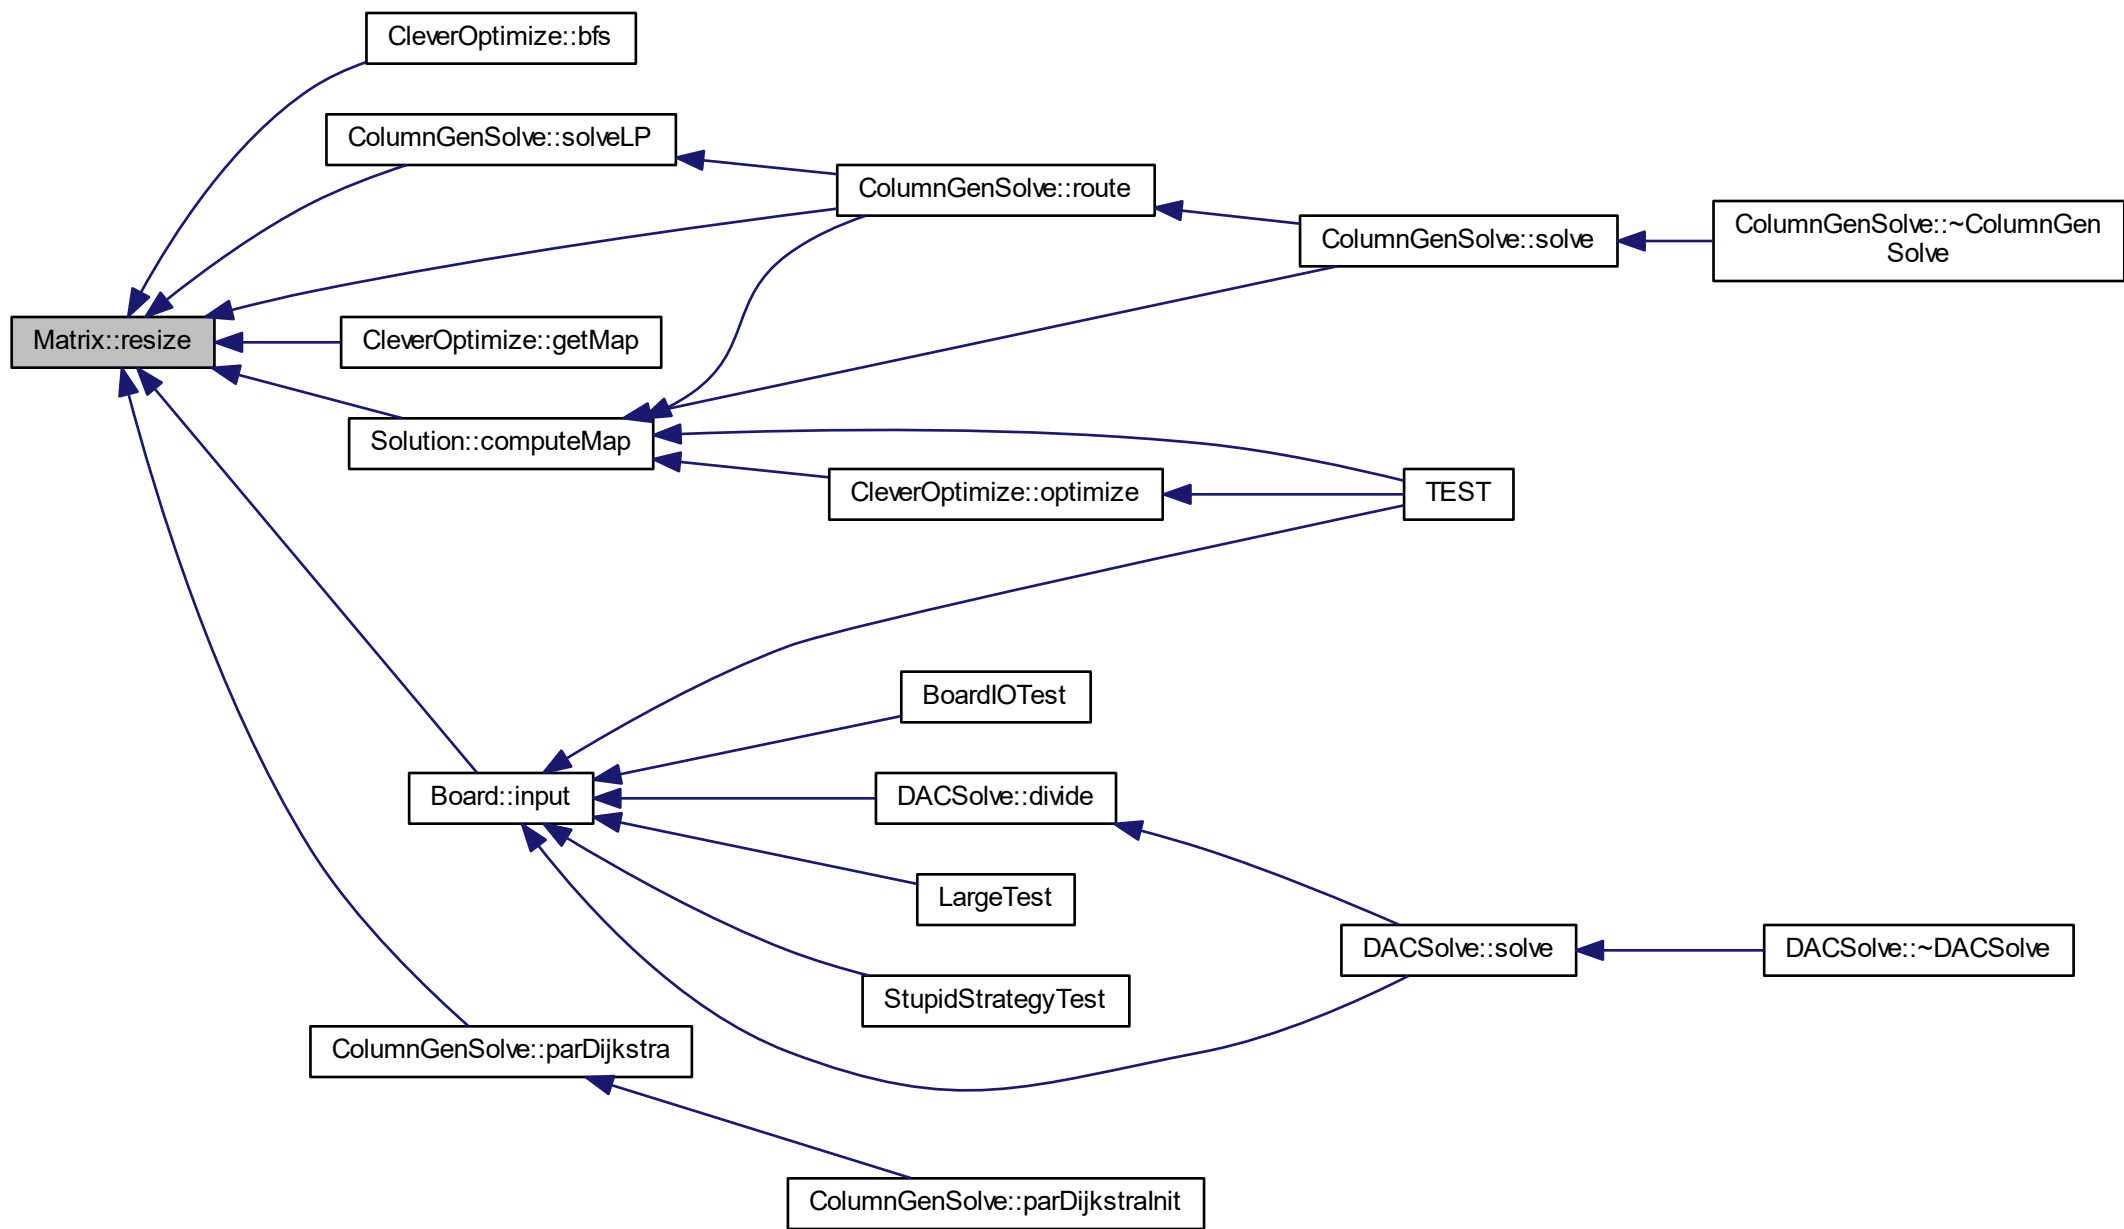 CleverOptimize::bfs
ColumnGenSolve::solveLP
ColumnGenSolve::route
ColumnGenSolve::solve
ColumnGenSolve::~ColumnGen
Solve
Matrix::resize
CleverOptimize::getMap
Solution::computeMap
CleverOptimize::optimize
TEST
BoardIOTest
Board::input
DACSolve::divide
LargeTest
DACSolve::solve
DACSolve::~DACSolve
StupidStrategyTest
ColumnGenSolve::parDijkstra
ColumnGenSolve::parDijkstraInit